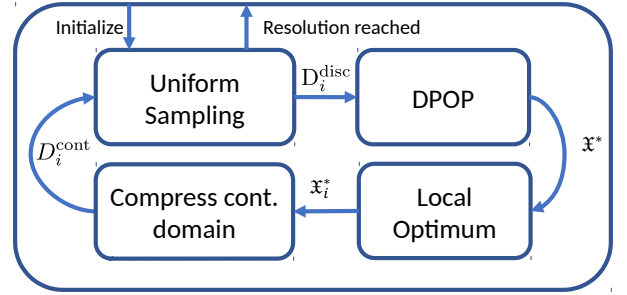 Initialize
Resolution reached
Uniform
Sampling
D_i^disc
DPOP
D_i^cont
𝔛*
Compress cont.
domain
𝔛_i^*
Local
Optimum